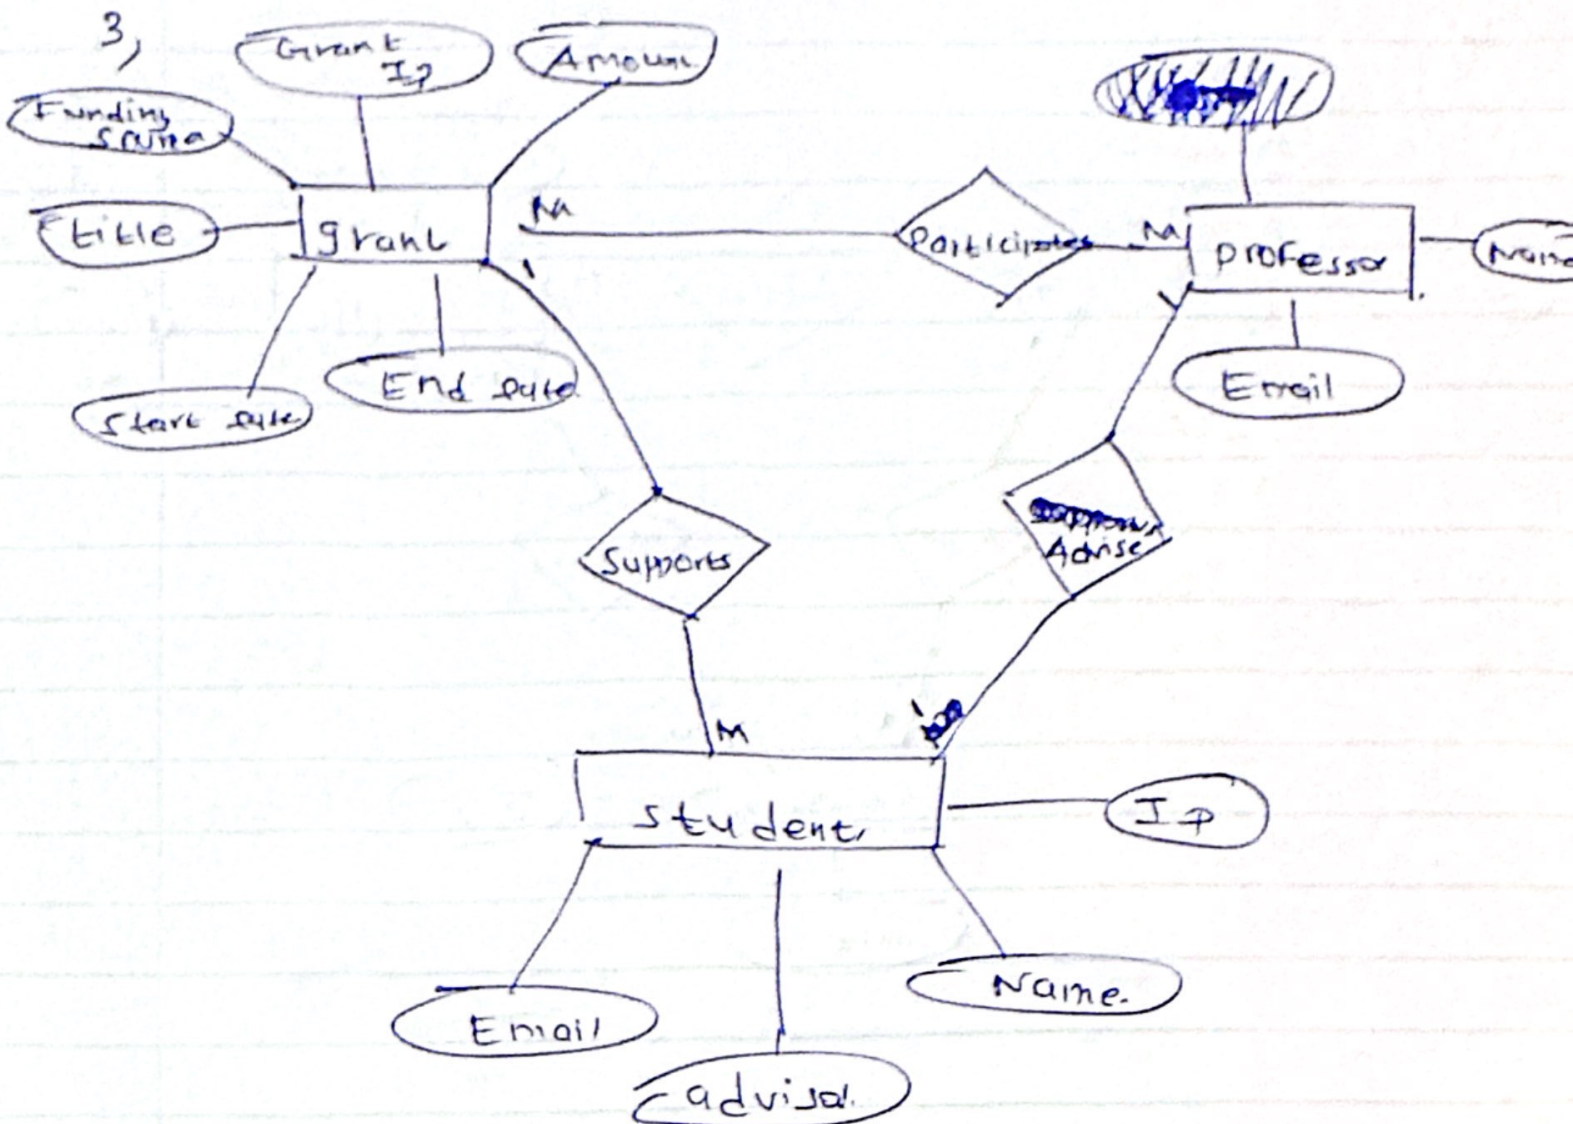 3,
Grant
ID
Amount
Funding
title
grant
Participates
professor
Name
Start date
End date
Email
Supports
Advise
M
1
student
ID
Email
Name
advisor